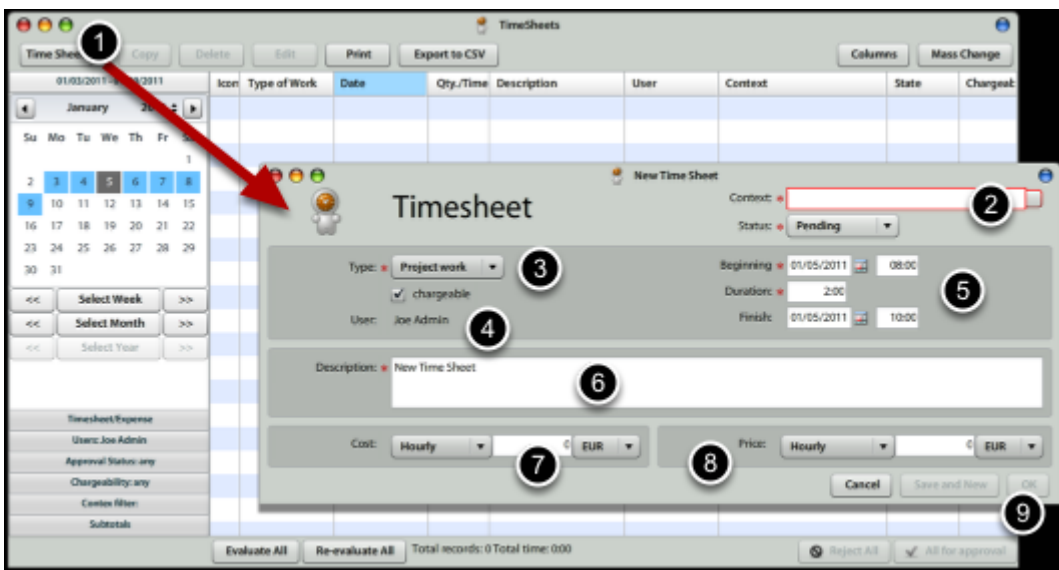 TimeSheets
1
Time Shee Copy Delete Edit Print Export to CSV Columns Mass Change
Icon Type of Work Date Qty./Time Description User Context State Chargeab
January
Su Mo Tu We Th Fr
1
2 3 4 5 6 7 8
9 10 11 12 13 14 15
16 17 18 19 20 21 22
23 24 25 26 27 28 29
30 31
<< Select Week >>
<< Select Month >>
<< Select Year >>
Timesheet/Expense
Users: Joe Admin
Approval Status: any
Chargeability: any
Contex filter:
Subtotals
New Time Sheet
Timesheet
Context: * 2
Status: * Pending
Type: * Project work 3
chargeable
User: Joe Admin 4
Beginning * 01/05/2011 08:00
Duration: * 2:00 5
Finish: 01/05/2011 10:00
Description: * New Time Sheet
6
Cost: Hourly 0 EUR
7
8 Price: Hourly 0 EUR
Cancel Save and New OK
9
Evaluate All Re-evaluate All Total records: 0 Total time: 0:00 Reject All All for approval